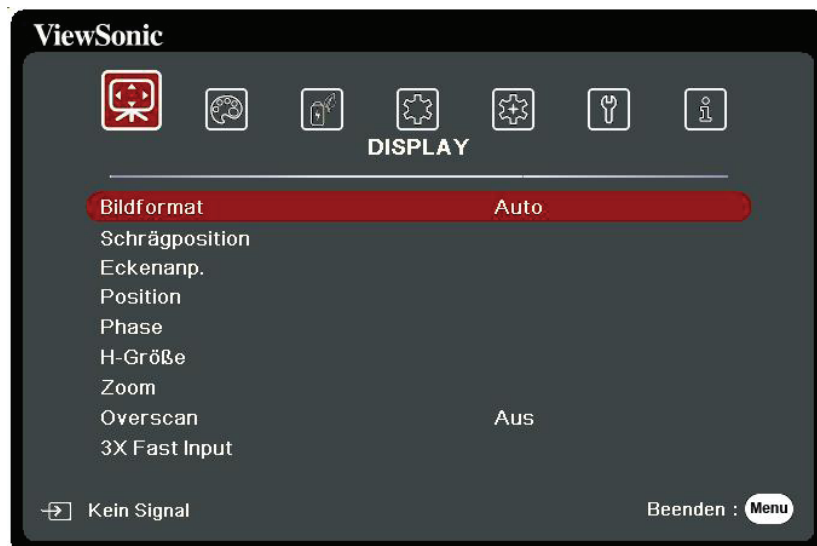 ViewSonic
DISPLAY
Bildformat Auto
Schrägposition
Eckenanp.
Position
Phase
H-Größe
Zoom
Overscan Aus
3X Fast Input
Kein Signal Beenden : Menu